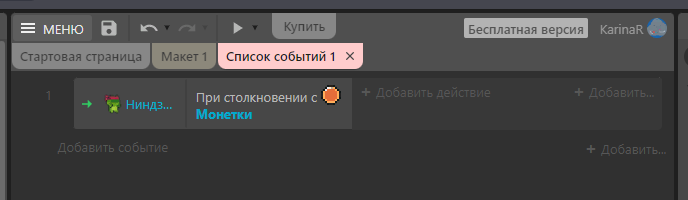 МЕНЮ Купить Бесплатная версия KarinaR
Стартовая страница Макет 1 Список событий 1 ×
1 Ниндз... При столкновении с + Добавить действие + Добавить...
Монетки
Добавить событие + Добавить...